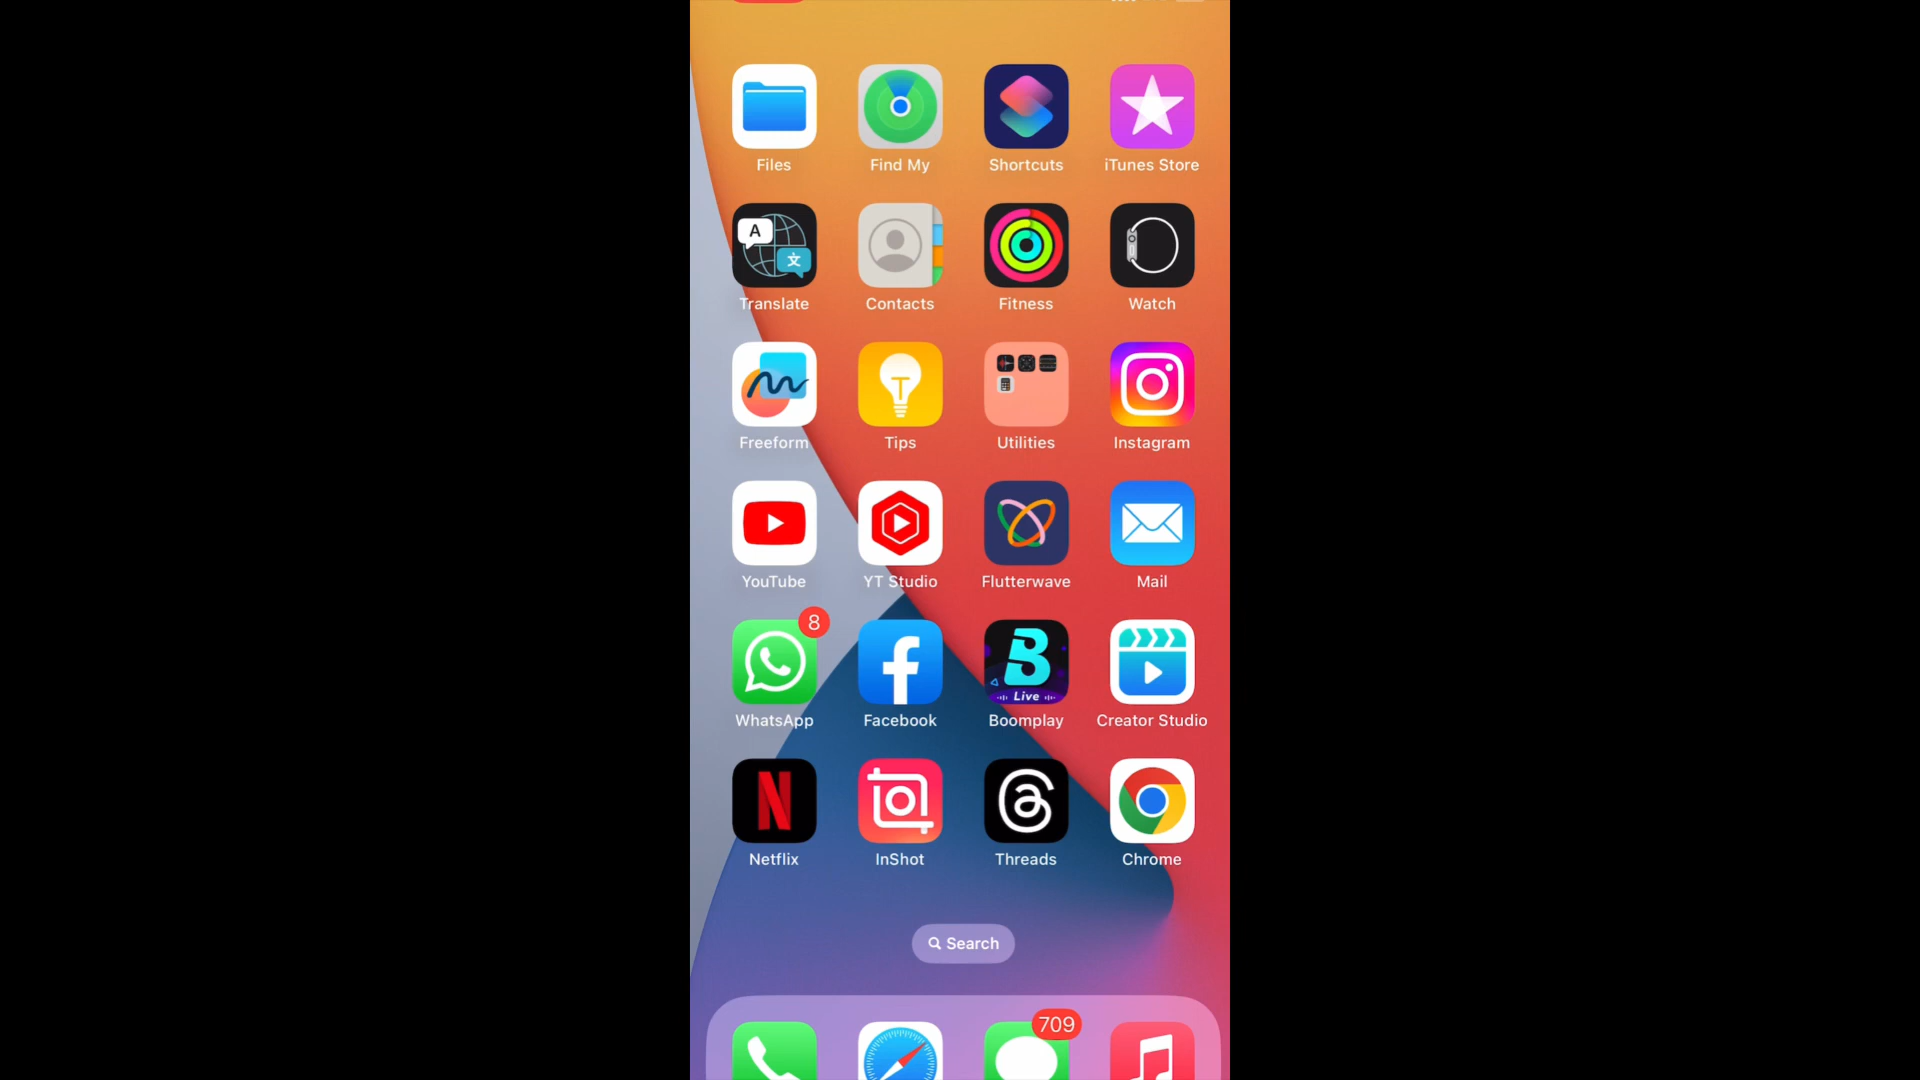 Files Find My Shortcuts iTunes Store
A
文
Translate Contacts Fitness Watch
Freeform Tips Utilities Instagram
YouTube YT Studio Flutterwave Mail
8
B
Live
WhatsApp Facebook Boomplay Creator Studio
N
Netflix InShot Threads Chrome
Search
709